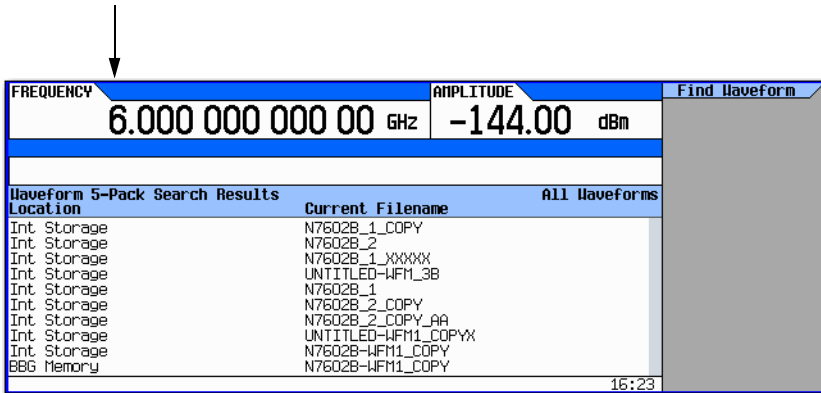 FREQUENCY AMPLITUDE Find Waveform
6.000 000 000 00 GHz -144.00 dBm
Waveform 5-Pack Search Results All Waveforms
Location Current Filename
Int Storage N7602B_1_COPY
Int Storage N7602B_2
Int Storage N7602B_1_XXXXX
Int Storage UNTITLED-WFM_3B
Int Storage N7602B_1
Int Storage N7602B_2_COPY
Int Storage N7602B_2_COPY_AA
Int Storage UNTITLED-WFM1_COPYX
Int Storage N7602B-WFM1_COPY
BBG Memory N7602B-WFM1_COPY
16:23